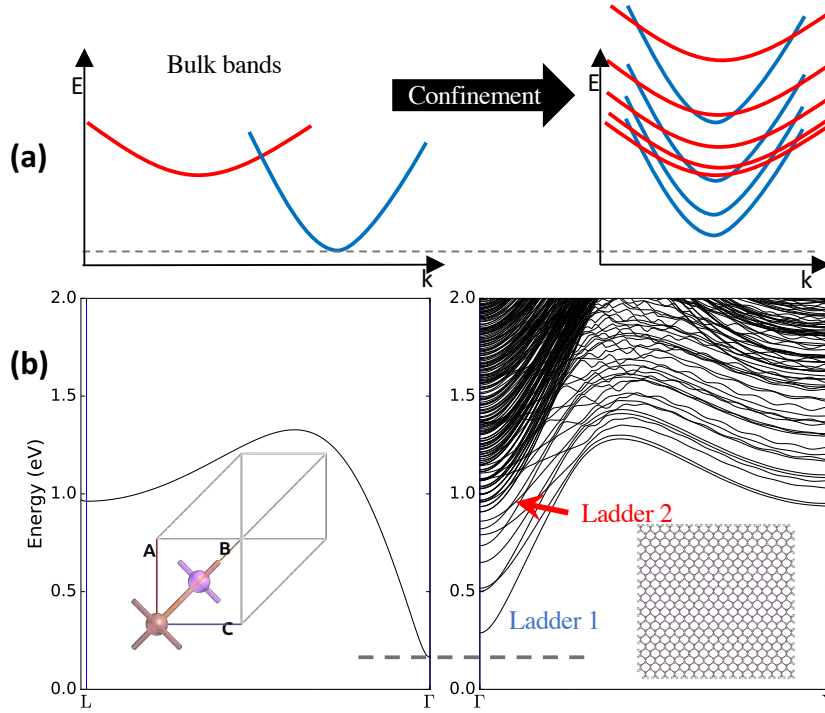 Bulk bands
E
Confinement
E
(a)
k
k
(b)
2.0
1.5
1.0
0.5
0.0
Energy (eV)
A
B
C
L
Γ
2.0
1.5
1.0
0.5
0.0
Ladder 2
Ladder 1
Γ